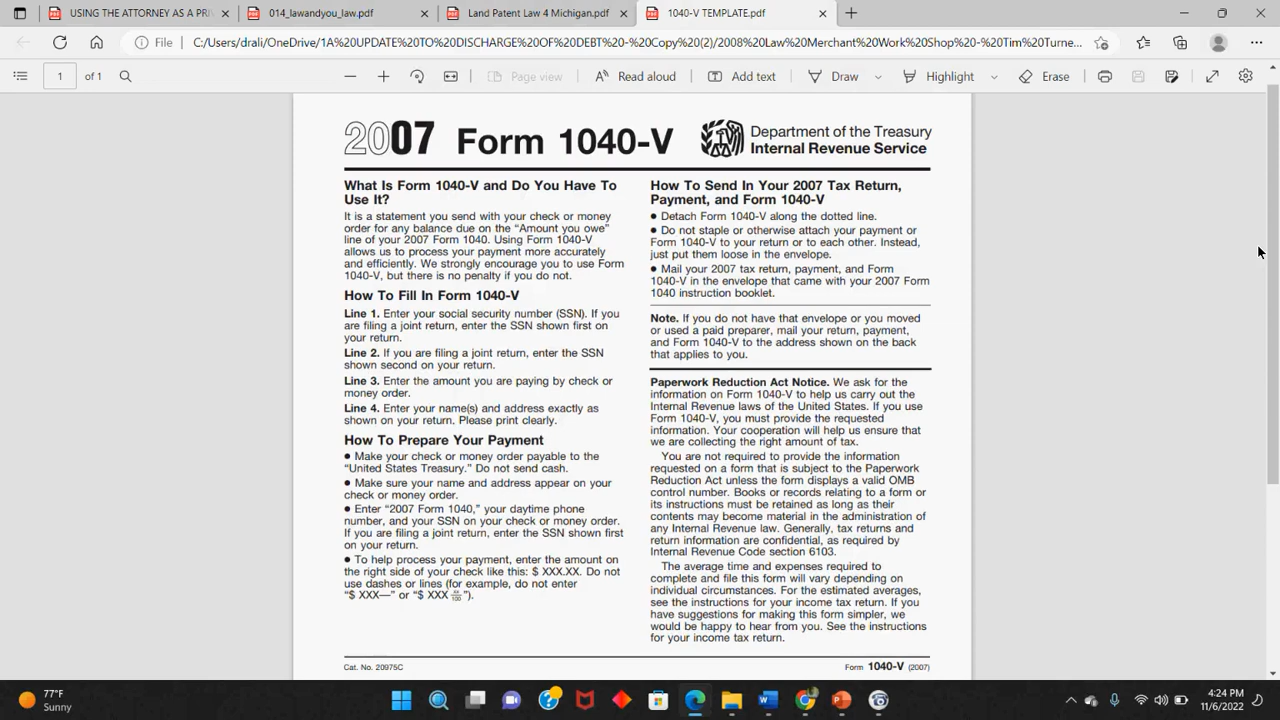 USING THE ATTORNEY AS A PRI
014_lawandyou_law.pdf
Land Patent Law 4 Michigan.pdf
1040-V TEMPLATE.pdf
File
C:/Users/drali/OneDrive/1A%20UPDATE%20TO%20DISCHARGE%20OF%20DEBT%20-%20Copy%20(2)/2008%20Law%20Merchant%20Work%20Shop%20-%20Tim%20Turne...
1
of 1
Page view
Read aloud
Add text
Draw
Highlight
Erase
2007 Form 1040-V
Department of the Treasury
Internal Revenue Service
What Is Form 1040-V and Do You Have To
Use It?
It is a statement you send with your check or money
order for any balance due on the “Amount you owe”
line of your 2007 Form 1040. Using Form 1040-V
allows us to process your payment more accurately
and efficiently. We strongly encourage you to use Form
1040-V, but there is no penalty if you do not.
How To Fill In Form 1040-V
Line 1. Enter your social security number (SSN). If you
are filing a joint return, enter the SSN shown first on
your return.
Line 2. If you are filing a joint return, enter the SSN
shown second on your return.
Line 3. Enter the amount you are paying by check or
money order.
Line 4. Enter your name(s) and address exactly as
shown on your return. Please print clearly.
How To Prepare Your Payment
● Make your check or money order payable to the
“United States Treasury.” Do not send cash.
● Make sure your name and address appear on your
check or money order.
● Enter “2007 Form 1040,” your daytime phone
number, and your SSN on your check or money order.
If you are filing a joint return, enter the SSN shown first
on your return.
● To help process your payment, enter the amount on
the right side of your check like this: $ XXX.XX. Do not
use dashes or lines (for example, do not enter
“$ XXX—” or “$ XXX xx/100”).
How To Send In Your 2007 Tax Return,
Payment, and Form 1040-V
● Detach Form 1040-V along the dotted line.
● Do not staple or otherwise attach your payment or
Form 1040-V to your return or to each other. Instead,
just put them loose in the envelope.
● Mail your 2007 tax return, payment, and Form
1040-V in the envelope that came with your 2007 Form
1040 instruction booklet.
Note. If you do not have that envelope or you moved
or used a paid preparer, mail your return, payment,
and Form 1040-V to the address shown on the back
that applies to you.
Paperwork Reduction Act Notice. We ask for the
information on Form 1040-V to help us carry out the
Internal Revenue laws of the United States. If you use
Form 1040-V, you must provide the requested
information. Your cooperation will help us ensure that
we are collecting the right amount of tax.
You are not required to provide the information
requested on a form that is subject to the Paperwork
Reduction Act unless the form displays a valid OMB
control number. Books or records relating to a form or
its instructions must be retained as long as their
contents may become material in the administration of
any Internal Revenue law. Generally, tax returns and
return information are confidential, as required by
Internal Revenue Code section 6103.
The average time and expenses required to
complete and file this form will vary depending on
individual circumstances. For the estimated averages,
see the instructions for your income tax return. If you
have suggestions for making this form simpler, we
would be happy to hear from you. See the instructions
for your income tax return.
Cat. No. 20975C
Form 1040-V (2007)
77°F
Sunny
4:24 PM
11/6/2022